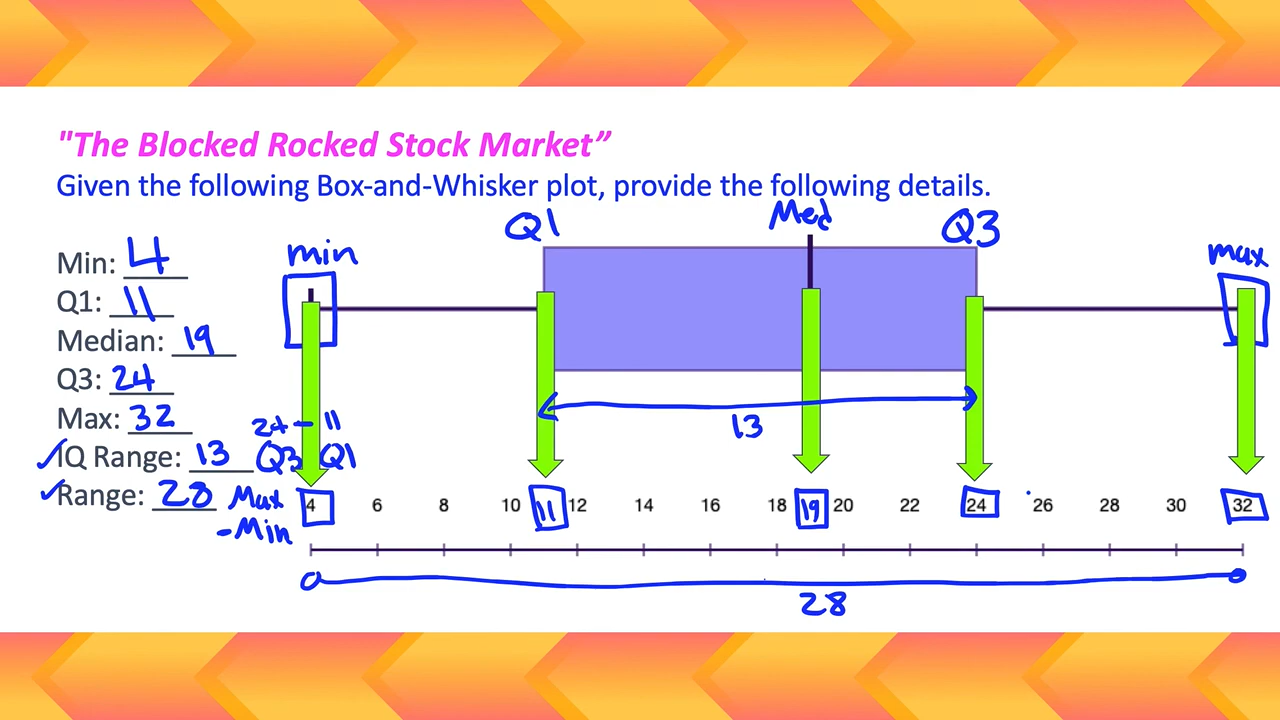 "The Blocked Rocked Stock Market”
Given the following Box-and-Whisker plot, provide the following details.
Q1 Med Q3
min max
Min: 4
Q1: 11
Median: 19
Q3: 24
Max: 32
24 - 11
13
IQ Range: 13 Q3 Q1
Range: 28 Max
- Min
4 6 8 10 11 12 14 16 18 19 20 22 24 26 28 30 32
28